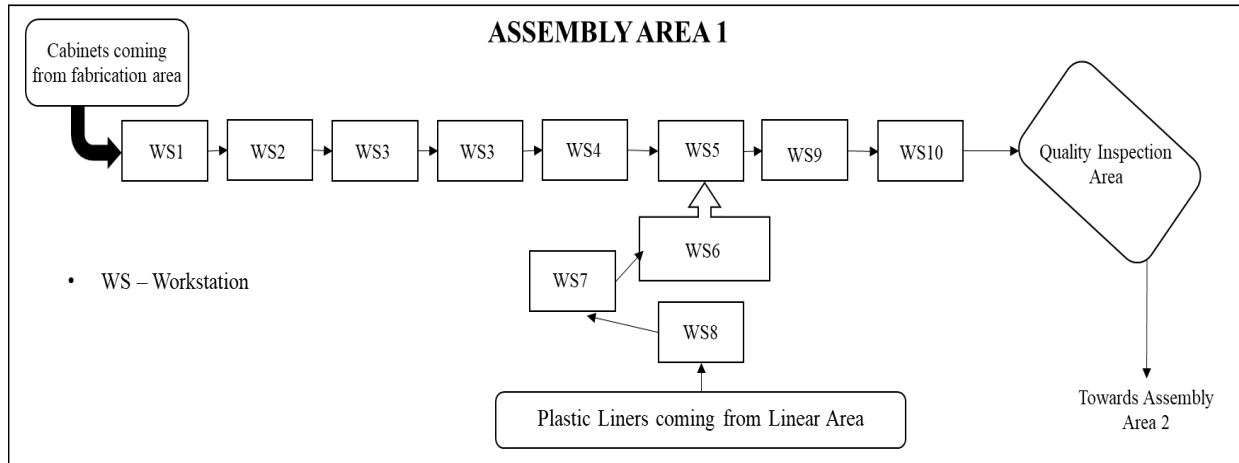 ASSEMBLY AREA 1
Cabinets coming
from fabrication area
WS1
WS2
WS3
WS3
WS4
WS5
WS9
WS10
Quality Inspection
Area
WS6
WS7
• WS – Workstation
WS8
Plastic Liners coming from Linear Area
Towards Assembly
Area 2